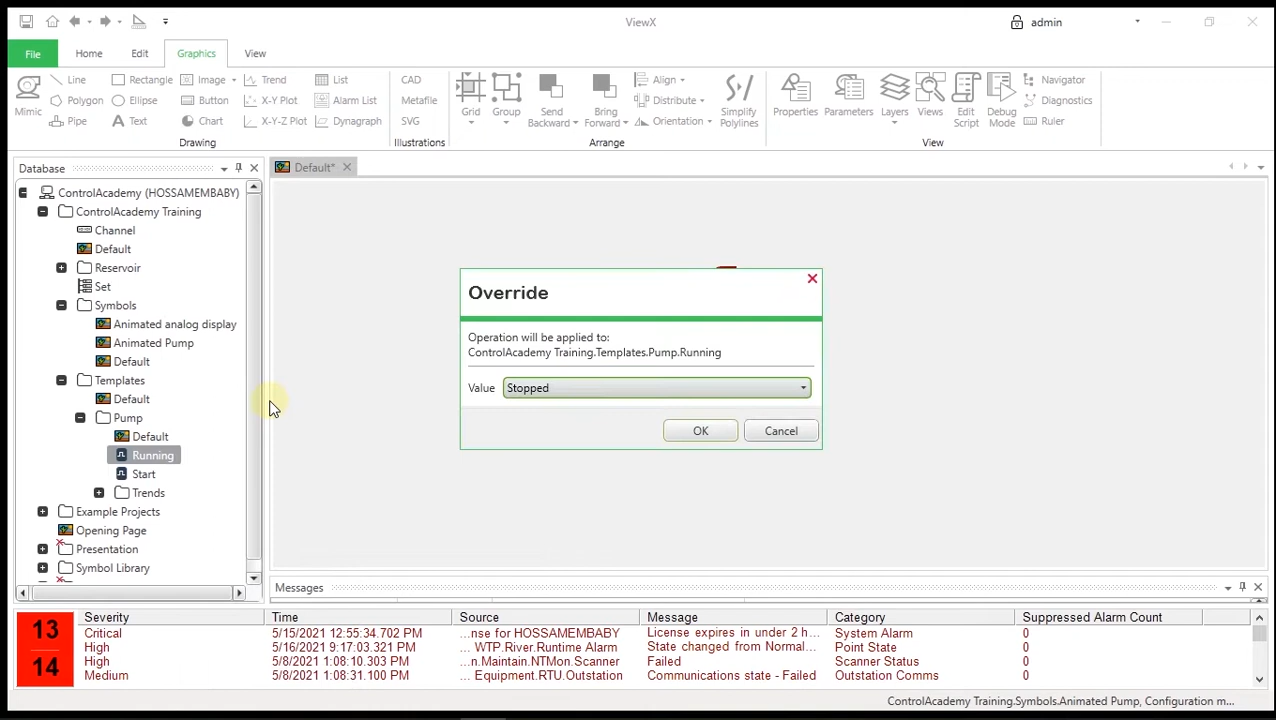 ViewX
admin
File
Home
Edit
Graphics
View
Mimic
Line
Polygon
Pipe
Rectangle
Ellipse
Text
Image
Button
Chart
Trend
X-Y Plot
X-Y-Z Plot
List
Alarm List
Dynagraph
Drawing
CAD
Metafile
SVG
Illustrations
Grid
Group
Send
Backward
Bring
Forward
Align
Distribute
Orientation
Simplify
Polylines
Arrange
Properties
Parameters
Layers
Views
Edit
Script
Debug
Mode
Navigator
Diagnostics
Ruler
View
Database
ControlAcademy (HOSSAMEMBABY)
ControlAcademy Training
Channel
Default
Reservoir
Set
Symbols
Animated analog display
Animated Pump
Default
Templates
Default
Pump
Default
Running
Start
Trends
Example Projects
Opening Page
Presentation
Symbol Library
Default*
Override
Operation will be applied to:
ControlAcademy Training.Templates.Pump.Running
Value Stopped
OK Cancel
Messages
13
14
Severity Time Source Message Category Suppressed Alarm Count
Critical 5/15/2021 12:55:34.702 PM ...nse for HOSSAMEMBABY License expires in under 2 h... System Alarm 0
High 5/16/2021 9:17:03.321 PM ... WTP.River.Runtime Alarm State changed from Normal... Point State 0
High 5/8/2021 1:08:10.303 PM ...n.Maintain.NTMon.Scanner Failed Scanner Status 0
Medium 5/8/2021 1:08:31.100 PM ... Equipment.RTU.Outstation Communications state - Failed Outstation Comms 0
ControlAcademy Training.Symbols.Animated Pump, Configuration m...